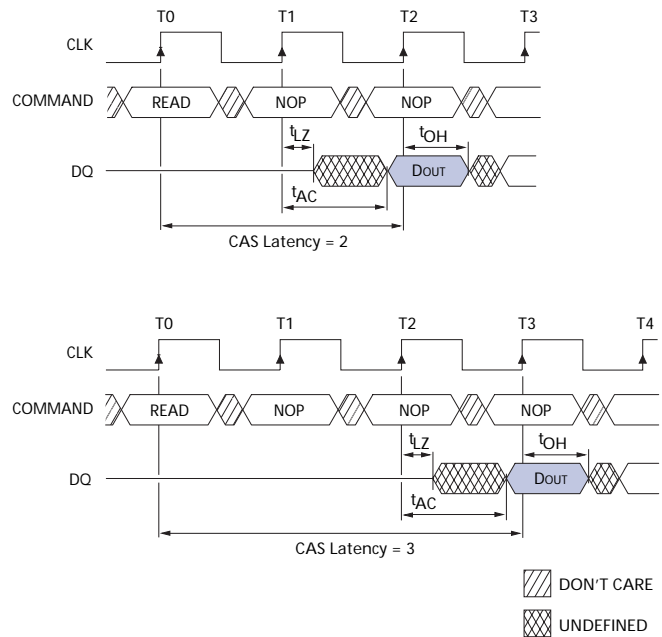 T0 T1 T2 T3
CLK
COMMAND READ NOP NOP
tLZ tOH
DQ DOUT
tAC
CAS Latency = 2
T0 T1 T2 T3 T4
CLK
COMMAND READ NOP NOP NOP
tLZ tOH
DQ DOUT
tAC
CAS Latency = 3
DON'T CARE
UNDEFINED